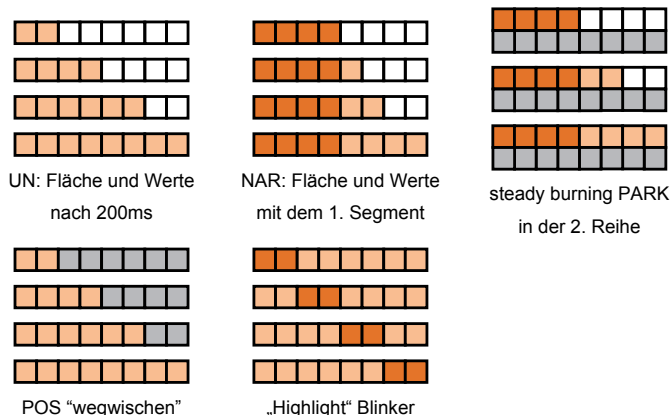 UN: Fläche und Werte
nach 200ms
NAR: Fläche und Werte
mit dem 1. Segment
steady burning PARK
in der 2. Reihe
POS “wegwischen”
„Highlight“ Blinker